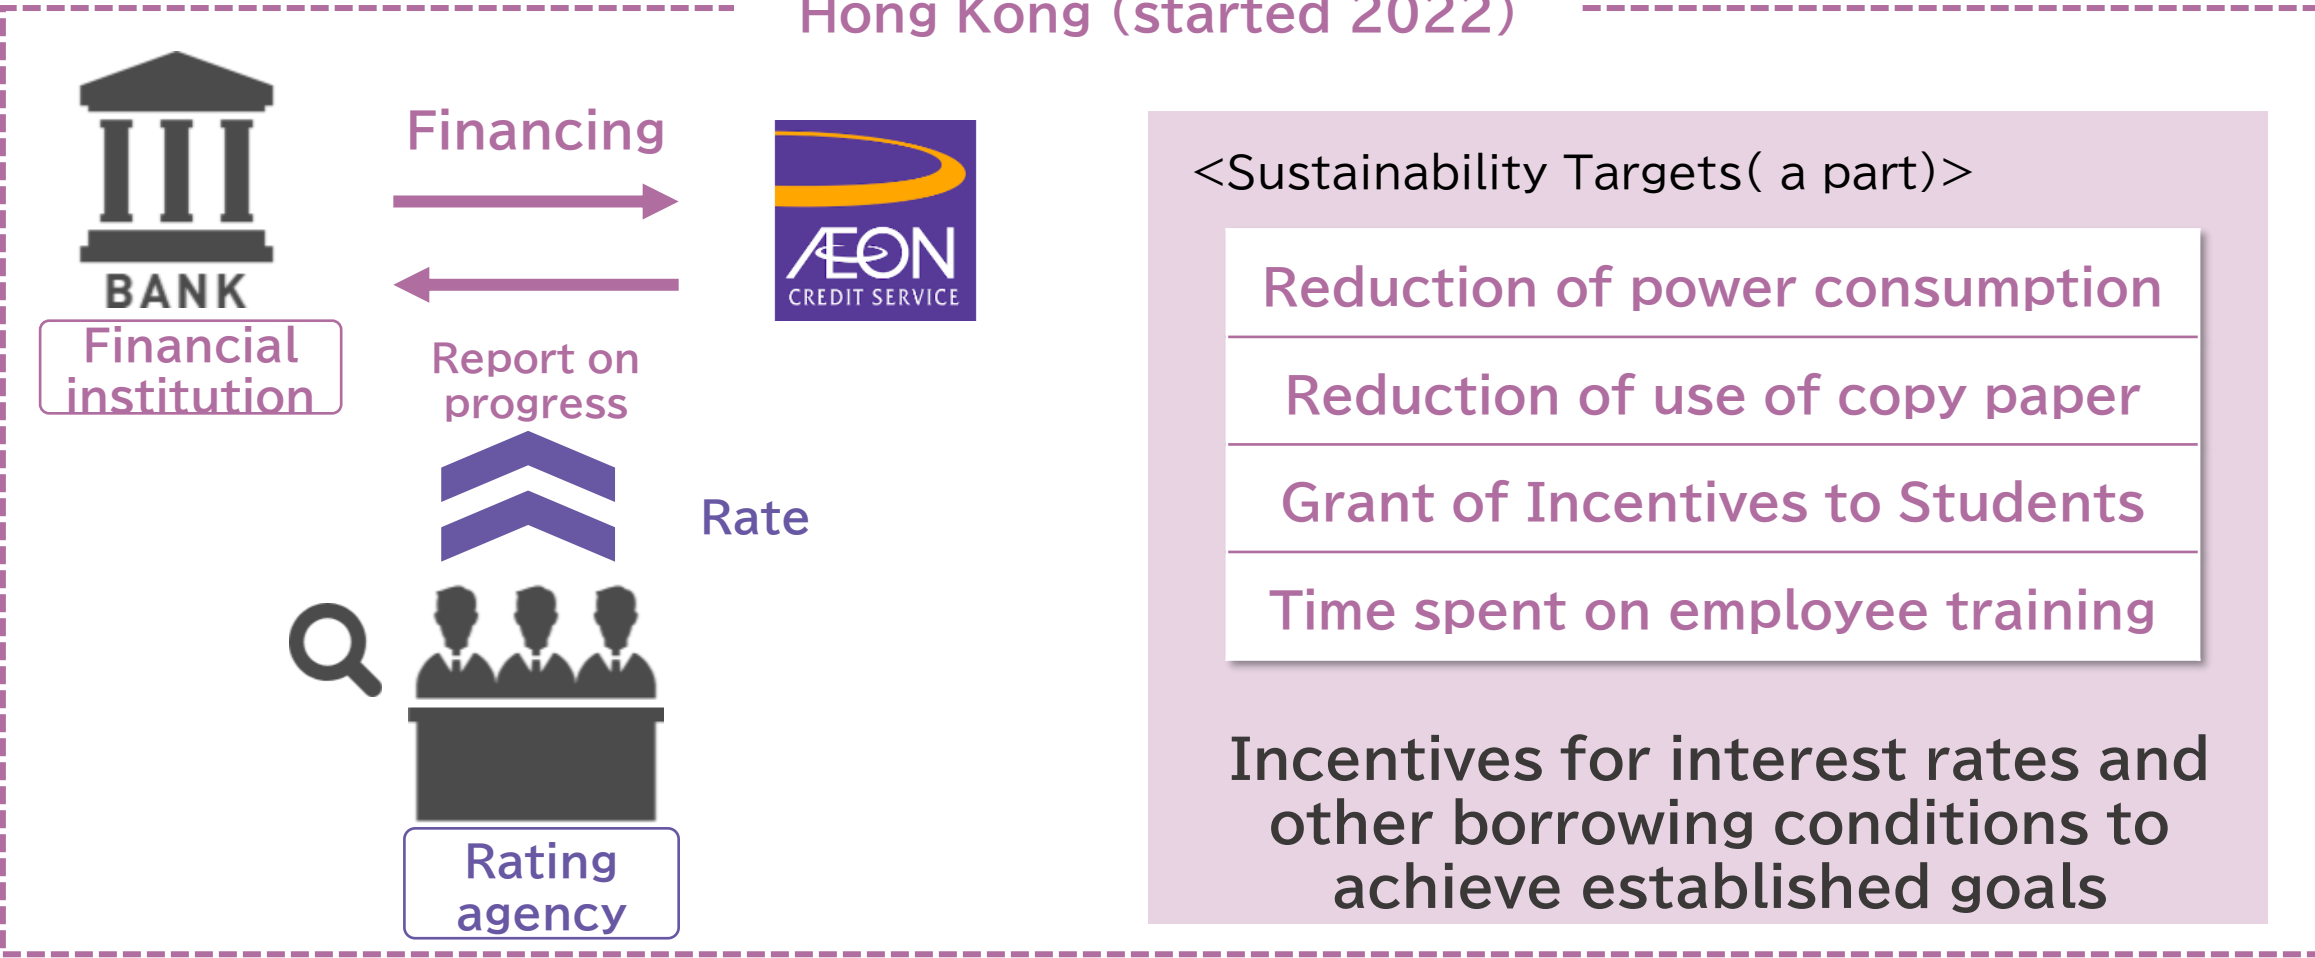 Hong Kong (started 2022)
BANK
Financial
institution
Financing
Report on
progress
ÆON
CREDIT SERVICE
Rate
Rating
agency
<Sustainability Targets( a part)>
Reduction of power consumption
Reduction of use of copy paper
Grant of Incentives to Students
Time spent on employee training
Incentives for interest rates and
other borrowing conditions to
achieve established goals